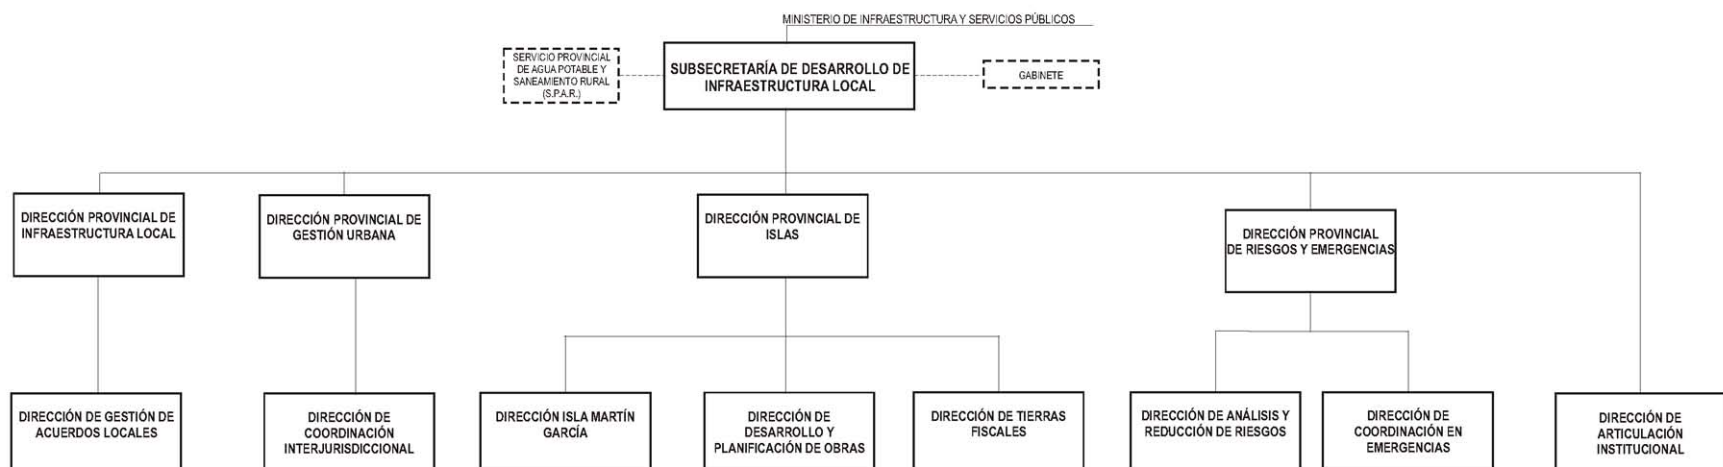 MINISTERIO DE INFRAESTRUCTURA Y SERVICIOS PÚBLICOS
SERVICIO PROVINCIAL
DE AGUA POTABLE Y
SANEAMIENTO RURAL
(S.P.A.R.)
SUBSECRETARÍA DE DESARROLLO DE
INFRAESTRUCTURA LOCAL
GABINETE
DIRECCIÓN PROVINCIAL DE
INFRAESTRUCTURA LOCAL
DIRECCIÓN PROVINCIAL DE
GESTIÓN URBANA
DIRECCIÓN PROVINCIAL DE
ISLAS
DIRECCIÓN PROVINCIAL
DE RIESGOS Y EMERGENCIAS
DIRECCIÓN DE GESTIÓN DE
ACUERDOS LOCALES
DIRECCIÓN DE
COORDINACIÓN
INTERJURISDICCIONAL
DIRECCIÓN ISLA MARTÍN
GARCÍA
DIRECCIÓN DE
DESARROLLO Y
PLANIFICACIÓN DE OBRAS
DIRECCIÓN DE TIERRAS
FISCALES
DIRECCIÓN DE ANÁLISIS Y
REDUCCIÓN DE RIESGOS
DIRECCIÓN DE
COORDINACIÓN EN
EMERGENCIAS
DIRECCIÓN DE
ARTICULACIÓN
INSTITUCIONAL